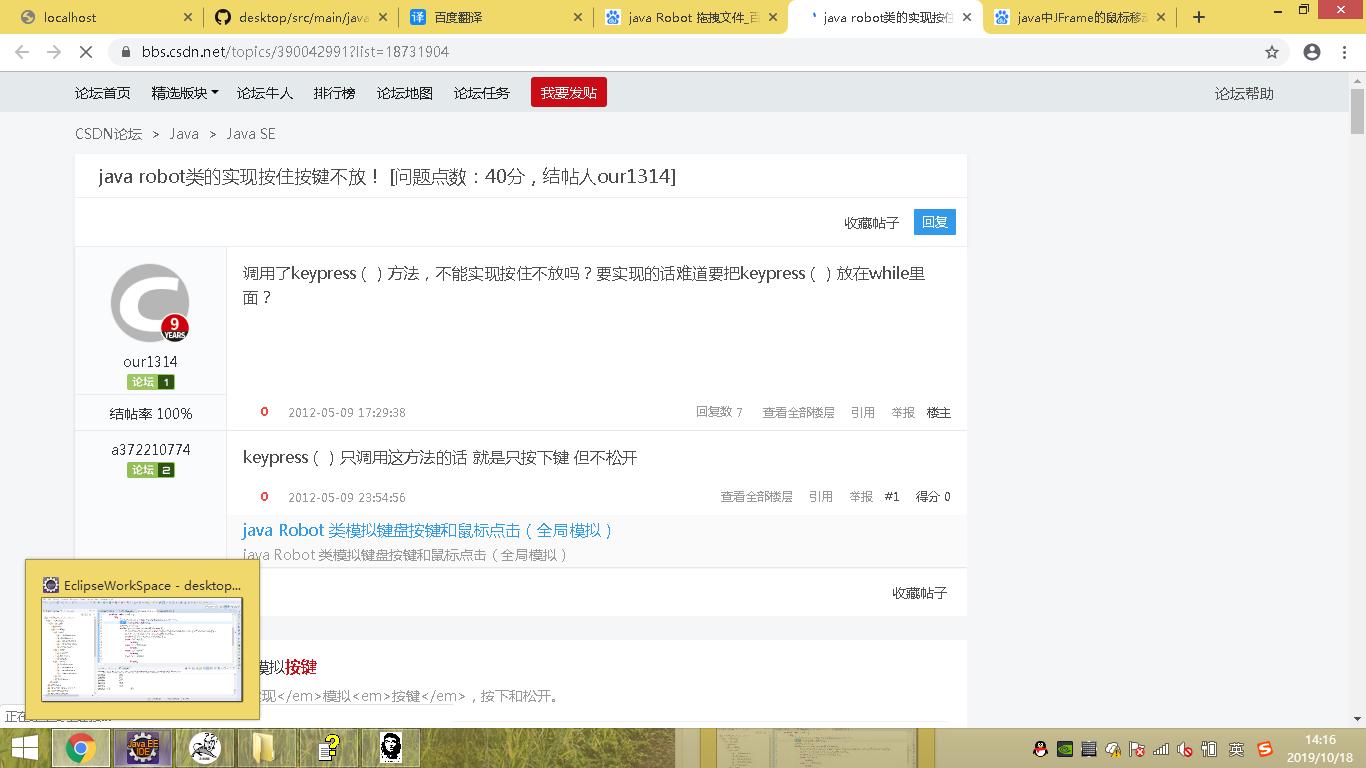 localhost
desktop/src/main/java
百度翻译
java Robot 拖拽文件_百
java robot类的实现按住
java中JFrame的鼠标移动
bbs.csdn.net/topics/390042991?list=18731904
论坛首页 精选版块 论坛牛人 排行榜 论坛地图 论坛任务 我要发帖 论坛帮助
CSDN论坛 > Java > Java SE
java robot类的实现按住按键不放！ [问题点数：40分，结帖人our1314]
收藏帖子 回复
调用了keypress（ ）方法，不能实现按住不放吗？要实现的话难道要把keypress（ ）放在while里
面？
9
YEARS
our1314
论坛 1
结帖率 100%
0 2012-05-09 17:29:38 回复数 7 查看全部楼层 引用 举报 楼主
a372210774
论坛 2
keypress（ ）只调用这方法的话 就是只按下键 但不松开
0 2012-05-09 23:54:56 查看全部楼层 引用 举报 #1 得分 0
java Robot 类模拟键盘按键和鼠标点击（全局模拟）
java Robot 类模拟键盘按键和鼠标点击（全局模拟）
EclipseWorkSpace - desktop...
收藏帖子
模拟按键
现</em>模拟<em>按键</em>，按下和松开。
Java EE
IDE
英
14:16
2019/10/18